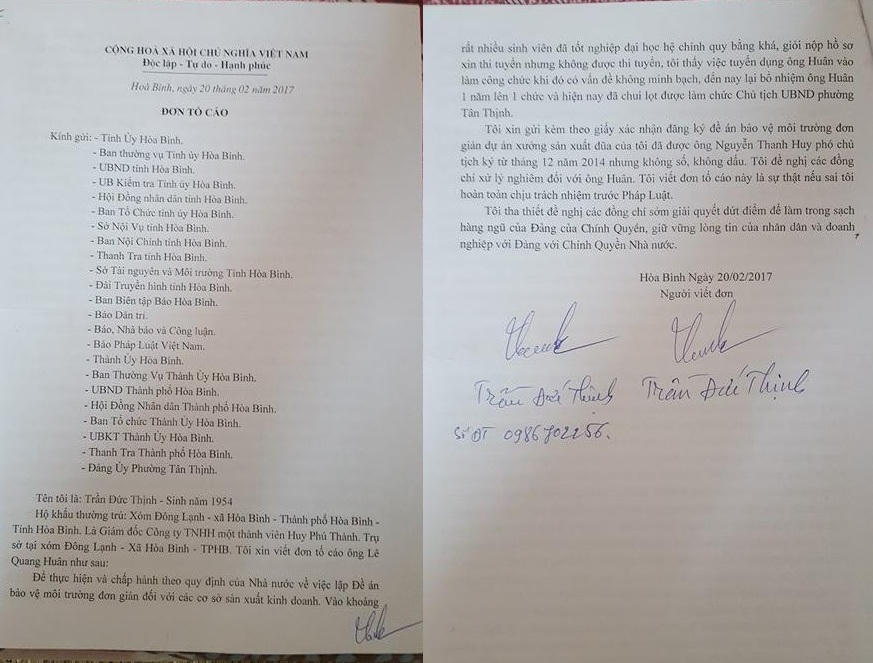 CỘNG HOÀ XÃ HỘI CHỦ NGHĨA VIỆT NAM
Độc lập - Tự do - Hạnh phúc
Hoà Bình, ngày 20 tháng 02 năm 2017
ĐƠN TỐ CÁO
Kính gửi: - Tỉnh Ủy Hòa Bình.
- Ban thường vụ Tỉnh ủy Hòa Bình.
- UBND tỉnh Hòa Bình.
- UB Kiểm tra Tỉnh ủy Hòa Bình.
- Hội Đồng nhân dân tỉnh Hòa Bình.
- Ban Tổ Chức tỉnh ủy Hòa Bình.
- Sở Nội Vụ tỉnh Hòa Bình.
- Ban Nội Chính tỉnh Hòa Bình.
- Thanh Tra tỉnh Hòa Bình.
- Sở Tài nguyên và Môi trường Tỉnh Hòa Bình.
- Đài Truyền hình tỉnh Hòa Bình.
- Ban Biên tập Báo Hòa Bình.
- Báo Dân trí.
- Báo, Nhà báo và Công luận.
- Báo Pháp Luật Việt Nam.
- Thành Ủy Hòa Bình.
- Ban Thường Vụ Thành Ủy Hòa Bình.
- UBND Thành phố Hòa Bình.
- Hội Đồng Nhân dân Thành phố Hòa Bình.
- Ban Tổ chức Thành Ủy Hòa Bình.
- UBKT Thành Ủy Hòa Bình.
- Thanh Tra Thành phố Hòa Bình.
- Đảng Ủy Phường Tân Thịnh.
Tên tôi là: Trần Đức Thịnh - Sinh năm 1954
Hộ khẩu thường trú: Xóm Đông Lạnh - xã Hòa Bình - Thành phố Hòa Bình -
Tỉnh Hòa Bình. Là Giám đốc Công ty TNHH một thành viên Huy Phú Thành. Trụ
sở tại xóm Đông Lạnh - Xã Hòa Bình - TPHB. Tôi xin viết đơn tố cáo ông Lê
Quang Huân như sau:
Để thực hiện và chấp hành theo quy định của Nhà nước về việc lập Đề án
bảo vệ môi trường đơn giản đối với các cơ sở sản xuất kinh doanh. Vào khoảng
rất nhiều sinh viên đã tốt nghiệp đại học hệ chính quy bằng khá, giỏi nộp hồ sơ
xin thi tuyển nhưng không được thi tuyển, tôi thấy việc tuyển dụng ông Huân vào
làm công chức khi đó có vấn đề không minh bạch, đến nay lại bổ nhiệm ông Huân
1 năm lên 1 chức và hiện nay đã chui lọt được làm chức Chủ tịch UBND phường
Tân Thịnh.
Tôi xin gửi kèm theo giấy xác nhận đăng ký đề án bảo vệ môi trường đơn
giản dự án xưởng sản xuất đũa của tôi đã được ông Nguyễn Thanh Huy phó chủ
tịch ký từ tháng 12 năm 2014 nhưng không số, không dấu. Tôi đề nghị các đồng
chí xử lý nghiêm đối với ông Huân. Tôi viết đơn tố cáo này là sự thật nếu sai tôi
hoàn toàn chịu trách nhiệm trước Pháp Luật.
Tôi tha thiết đề nghị các đồng chí sớm giải quyết dứt điểm để làm trong sạch
hàng ngũ của Đảng của Chính Quyền, giữ vững lòng tin của nhân dân và doanh
nghiệp với Đảng với Chính Quyền Nhà nước.
Hòa Bình Ngày 20/02/2017
Người viết đơn
Trần Đức Thịnh Trần Đức Thịnh
Số ĐT 0986702256.